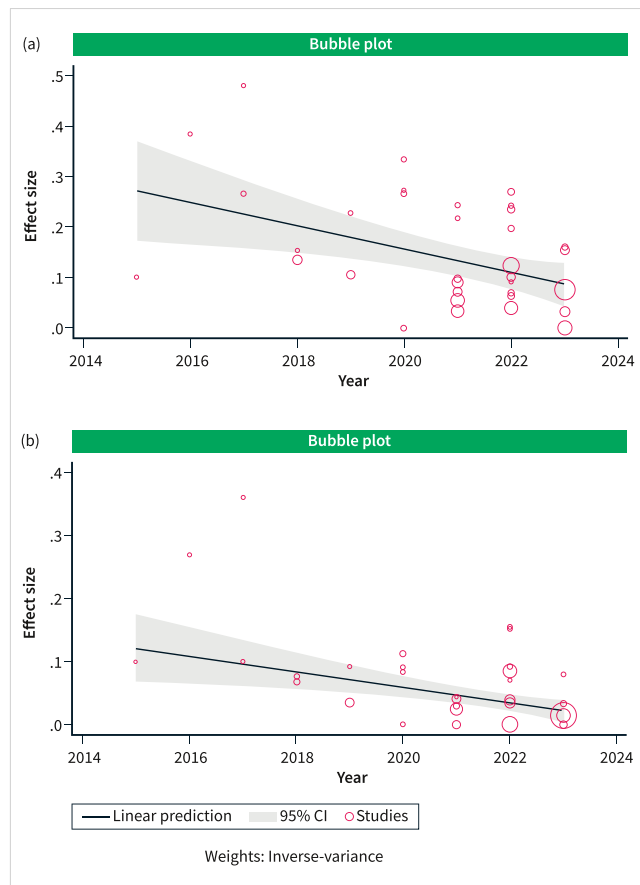 (a)
Bubble plot
.5
.4
.3
.2
.1
.0
Effect size
2014 2016 2018 2020 2022 2024
Year
(b)
Bubble plot
.4
.3
.2
.1
.0
Effect size
2014 2016 2018 2020 2022 2024
Year
Linear prediction 95% CI Studies
Weights: Inverse-variance